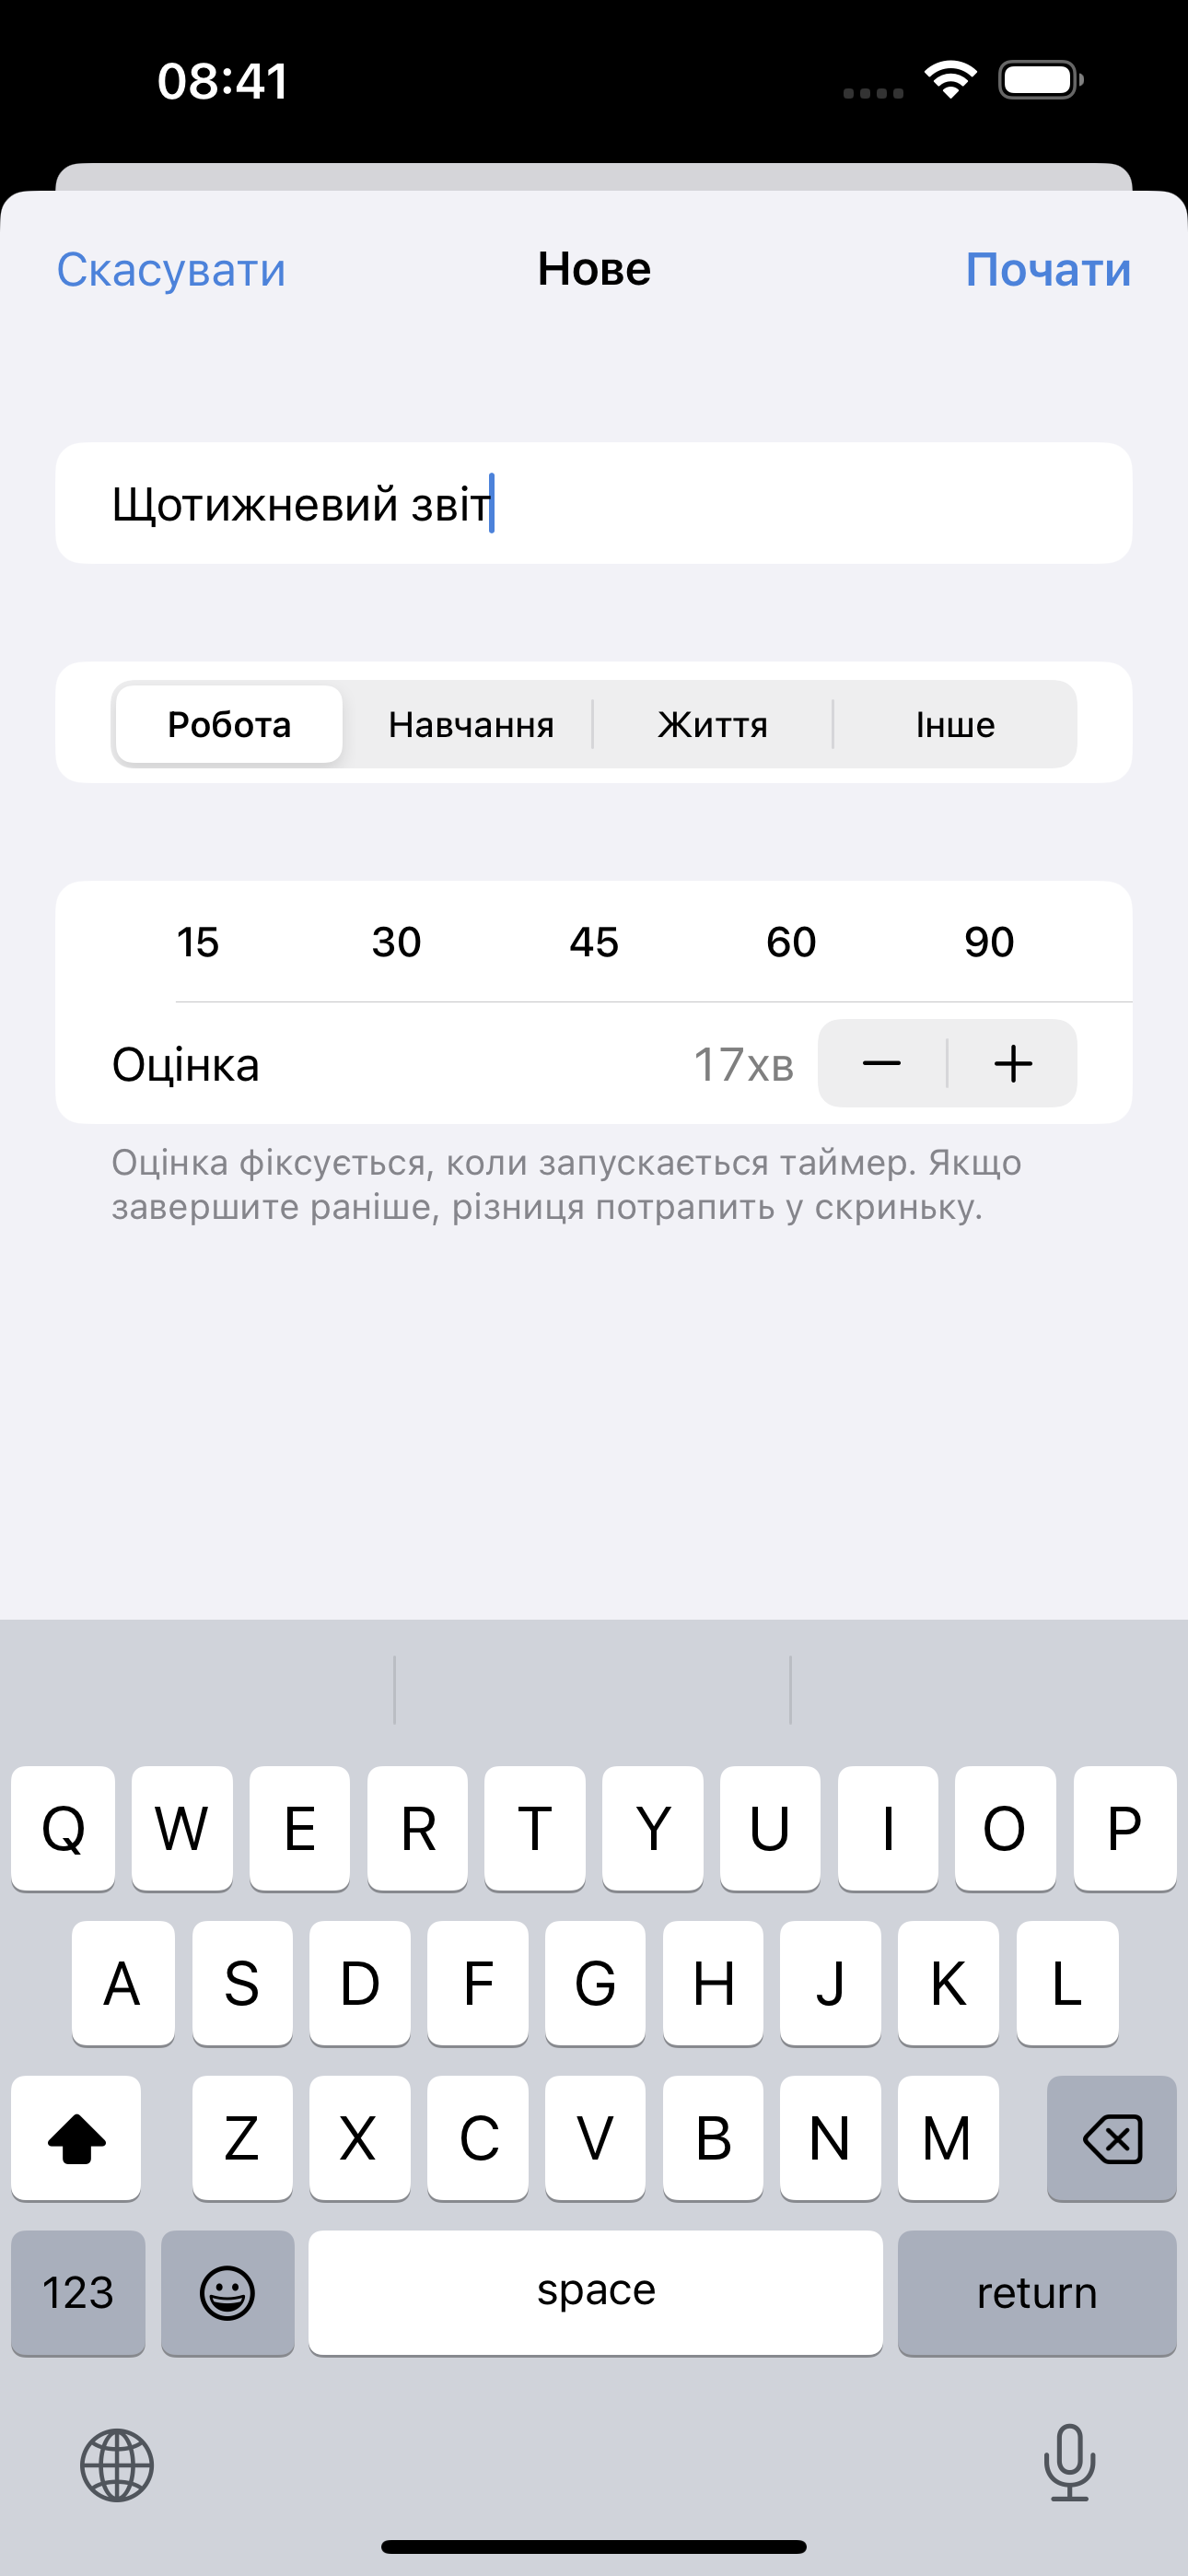 08:41
Скасувати Нове Почати
Щотижневий звіт
Робота Навчання Життя Інше
15 30 45 60 90
Оцінка 17хв
Оцінка фіксується, коли запускається таймер. Якщо
завершите раніше, різниця потрапить у скриньку.
Q W E R T Y U I O P
A S D F G H J K L
Z X C V B N M
123 space return